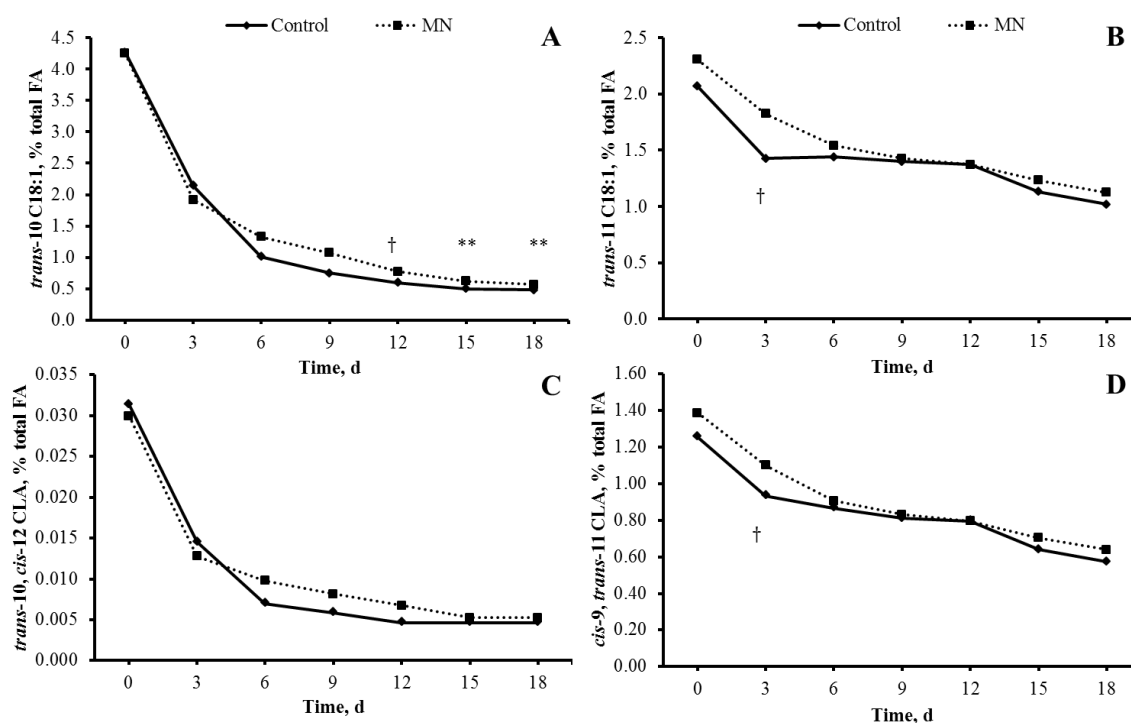 Control MN
A
trans-10 C18:1, % total FA
4.5
4.0
3.5
3.0
2.5
2.0
1.5
1.0
0.5
0.0
† ** **
0 3 6 9 12 15 18
Time, d
Control MN
B
trans-11 C18:1, % total FA
2.5
2.0
1.5
1.0
0.5
0.0
†
0 3 6 9 12 15 18
Time, d
C
trans-10, cis-12 CLA, % total FA
0.035
0.030
0.025
0.020
0.015
0.010
0.005
0.000
0 3 6 9 12 15 18
Time, d
D
cis-9, trans-11 CLA, % total FA
1.60
1.40
1.20
1.00
0.80
0.60
0.40
0.20
0.00
†
0 3 6 9 12 15 18
Time, d